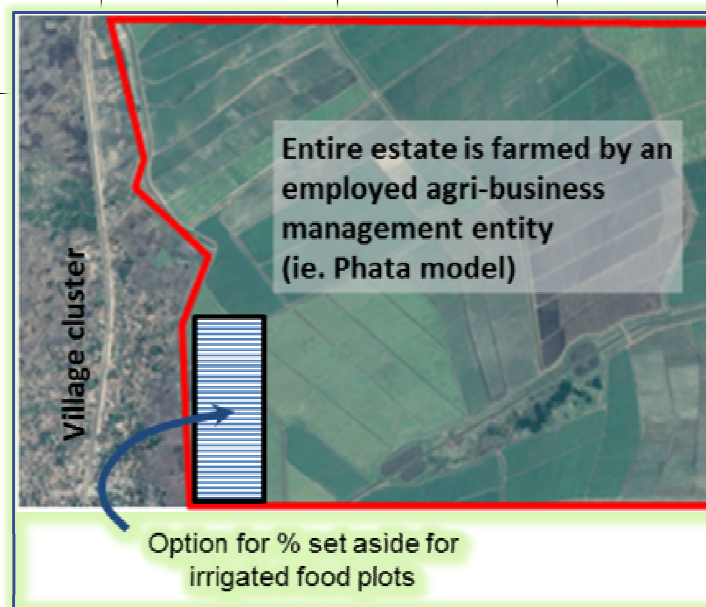 Entire estate is farmed by an
employed agri-business
management entity
(ie. Phata model)
Village cluster
Option for % set aside for
irrigated food plots